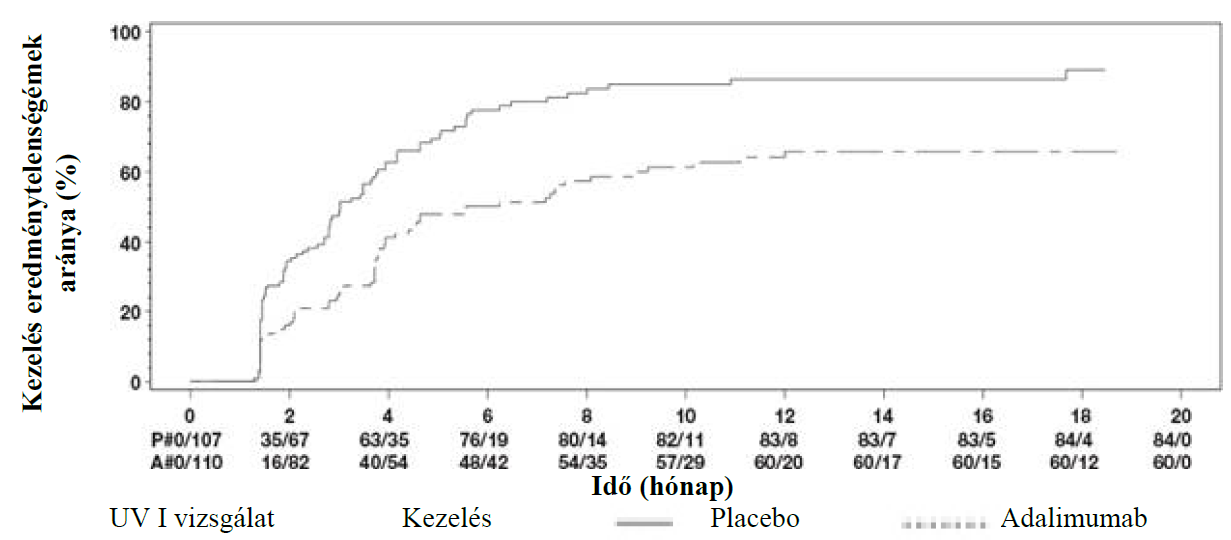 Kezelés eredménytelenségémek
aránya (%)
100
80
60
40
20
0
0 2 4 6 8 10 12 14 16 18 20
P#0/107 35/67 63/35 76/19 80/14 82/11 83/8 83/7 83/5 84/4 84/0
A#0/110 16/82 40/54 48/42 54/35 57/29 60/20 60/17 60/15 60/12 60/0
Idő (hónap)
UV I vizsgálat Kezelés Placebo Adalimumab